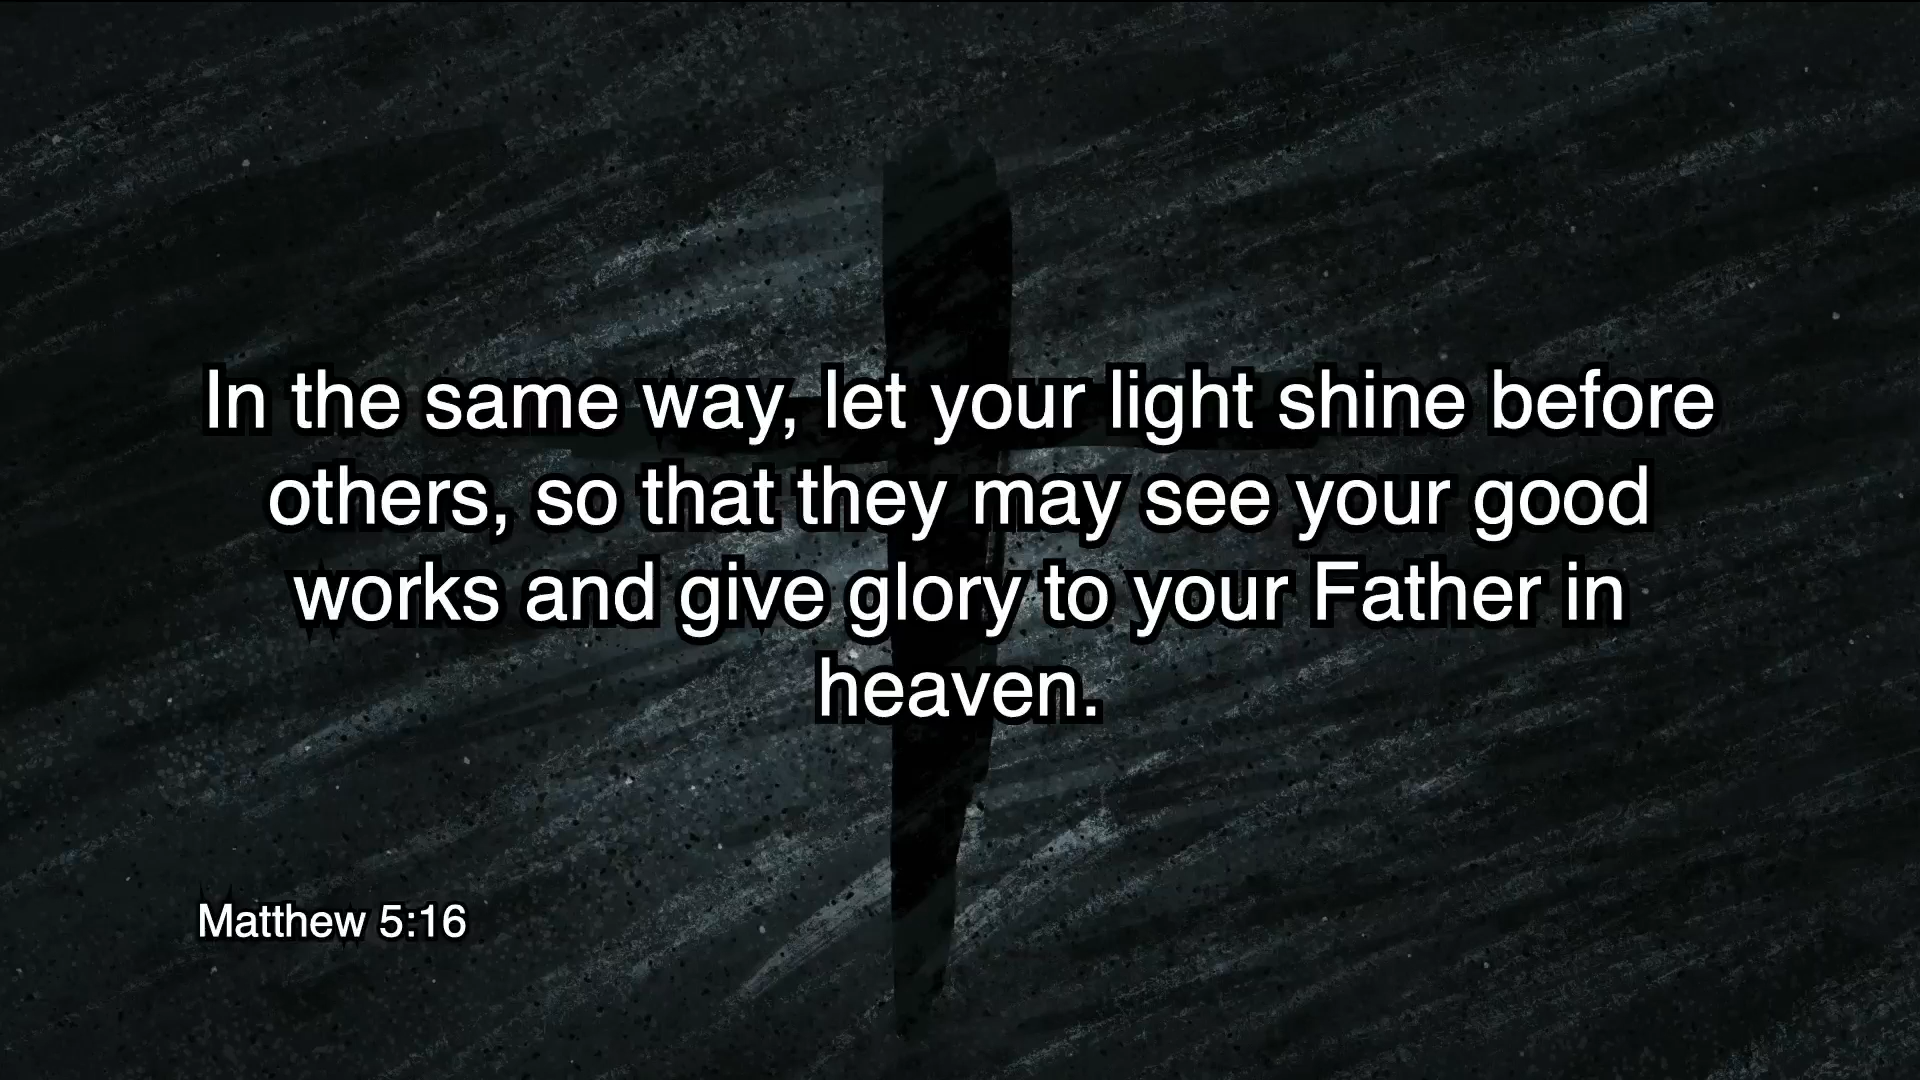 In the same way, let your light shine before
others, so that they may see your good
works and give glory to your Father in
heaven.
Matthew 5:16